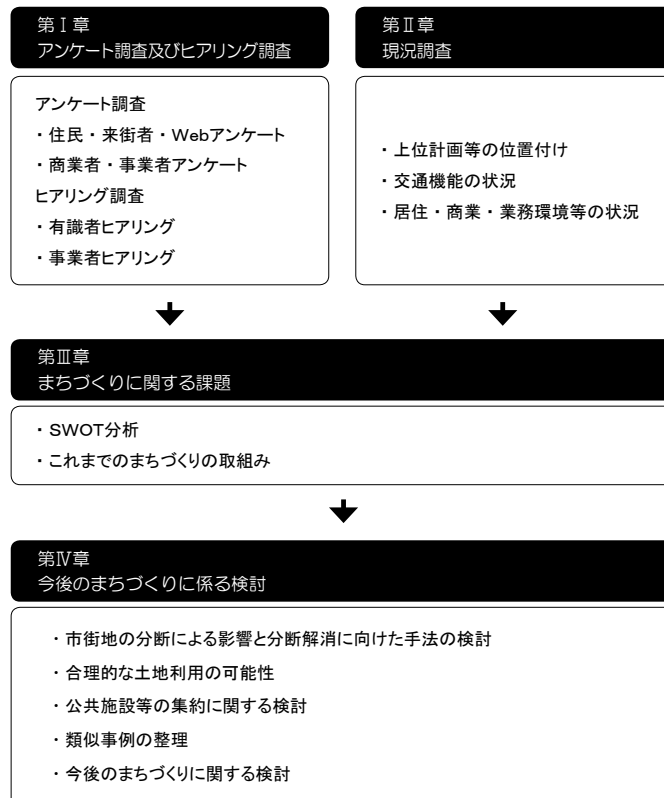 第Ⅰ章
アンケート調査及びヒアリング調査
アンケート調査
・住民・来街者・Webアンケート
・商業者・事業者アンケート
ヒアリング調査
・有識者ヒアリング
・事業者ヒアリング
第Ⅱ章
現況調査
・上位計画等の位置付け
・交通機能の状況
・居住・商業・業務環境等の状況
第Ⅲ章
まちづくりに関する課題
・SWOT分析
・これまでのまちづくりの取組み
第Ⅳ章
今後のまちづくりに係る検討
・市街地の分断による影響と分断解消に向けた手法の検討
・合理的な土地利用の可能性
・公共施設等の集約に関する検討
・類似事例の整理
・今後のまちづくりに関する検討